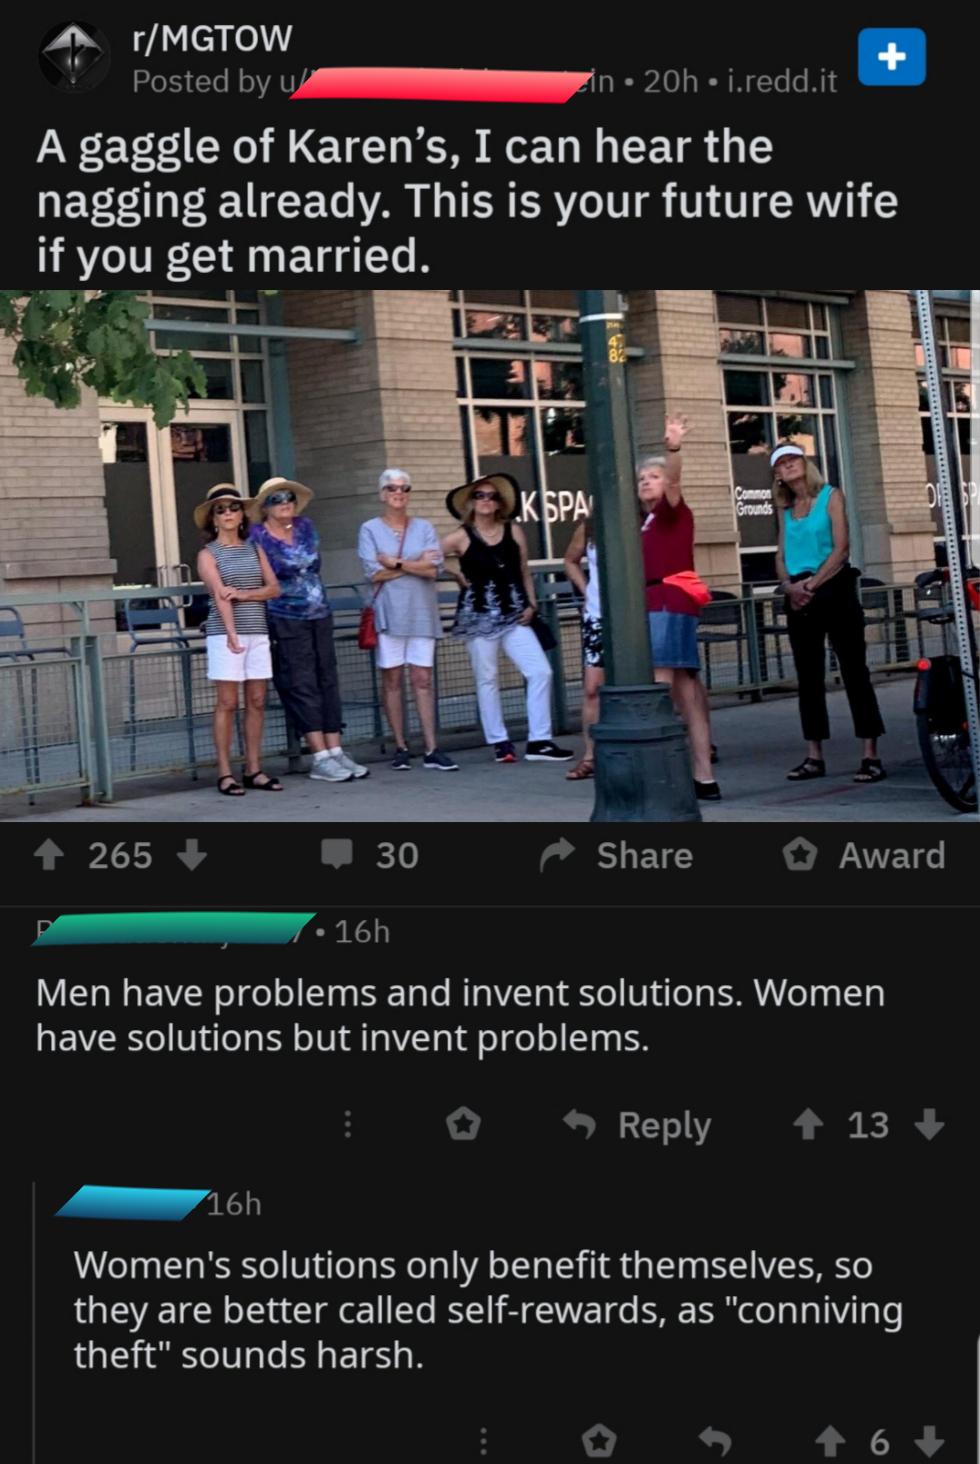 r/MGTOW
Posted by u/ in • 20h • i.redd.it
A gaggle of Karen’s, I can hear the
nagging already. This is your future wife
if you get married.
47
82
KSPA
Common
Grounds
265 30 Share Award
• 16h
Men have problems and invent solutions. Women
have solutions but invent problems.
Reply 13
16h
Women's solutions only benefit themselves, so
they are better called self-rewards, as "conniving
theft" sounds harsh.
6